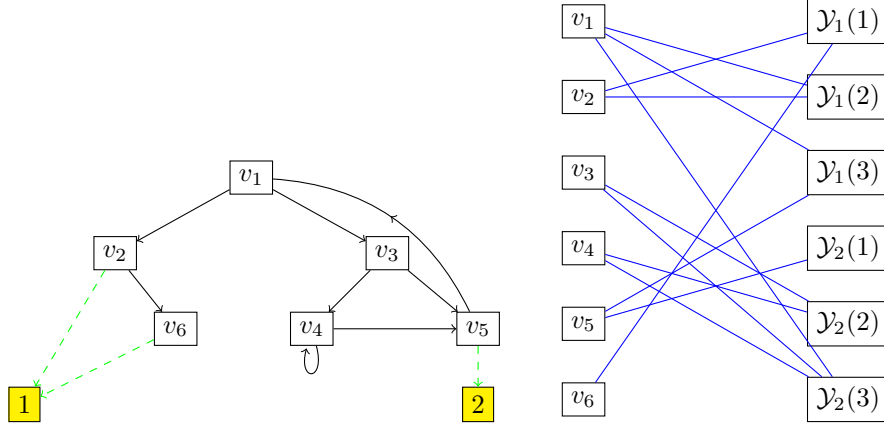 v₁
v₂
v₃
v₆
v₄
v₅
1
2
v₁
𝒴₁(1)
v₂
𝒴₁(2)
v₃
𝒴₁(3)
v₄
𝒴₂(1)
v₅
𝒴₂(2)
v₆
𝒴₂(3)